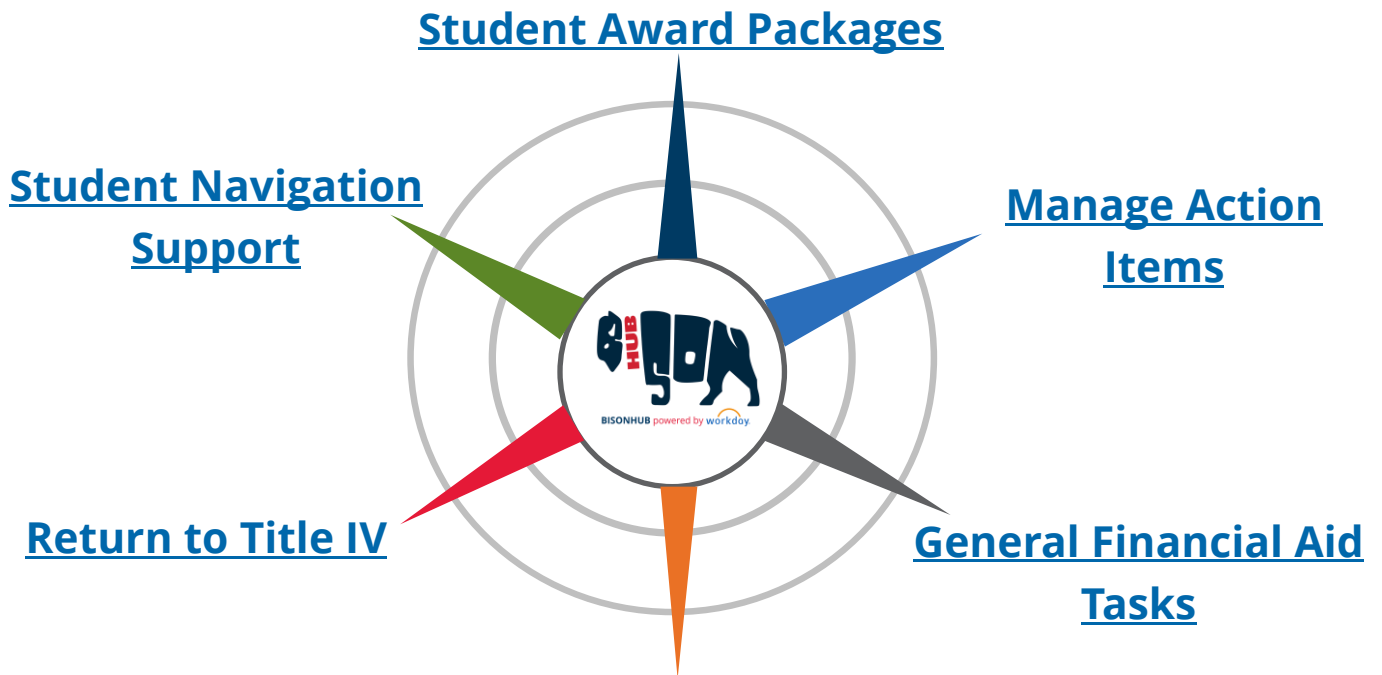 Student Award Packages
Student Navigation
Support
Manage Action
Items
HUB
BISON
BISONHUB powered by workday.
Return to Title IV
General Financial Aid
Tasks